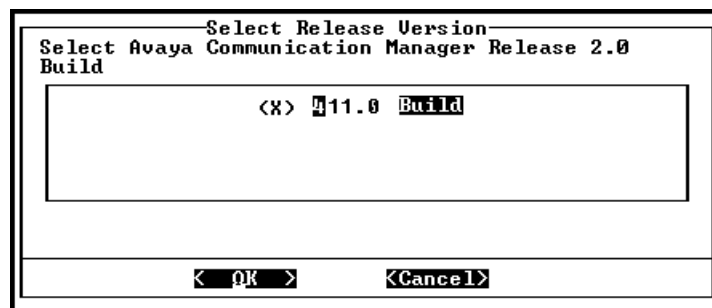 Select Release Version
Select Avaya Communication Manager Release 2.0
Build
(X) 411.0 Build
< OK > <Cancel>